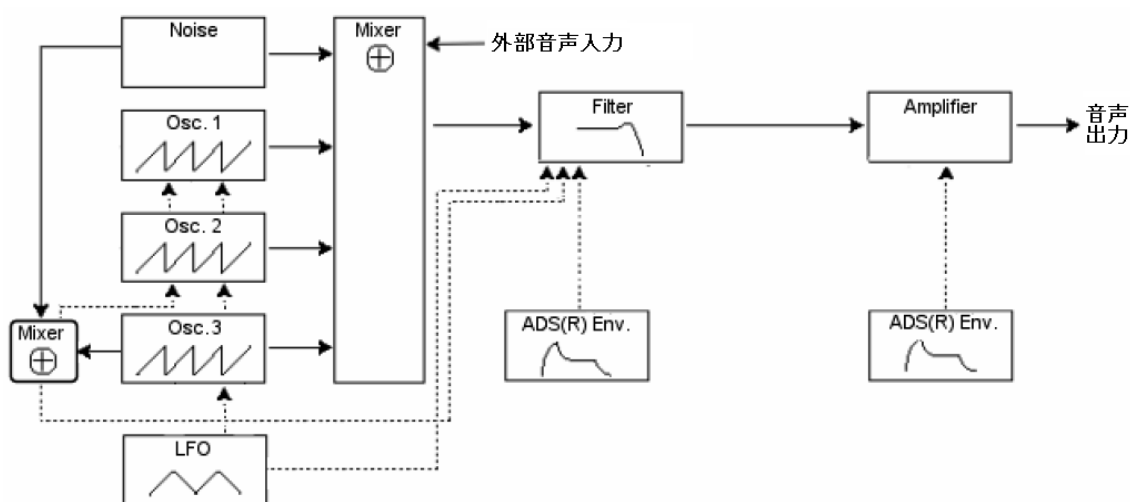 Noise
Mixer
外部音声入力
Osc. 1
Filter
Amplifier
音声
出力
Osc. 2
Mixer
Osc.3
ADS(R) Env.
ADS(R) Env.
LFO